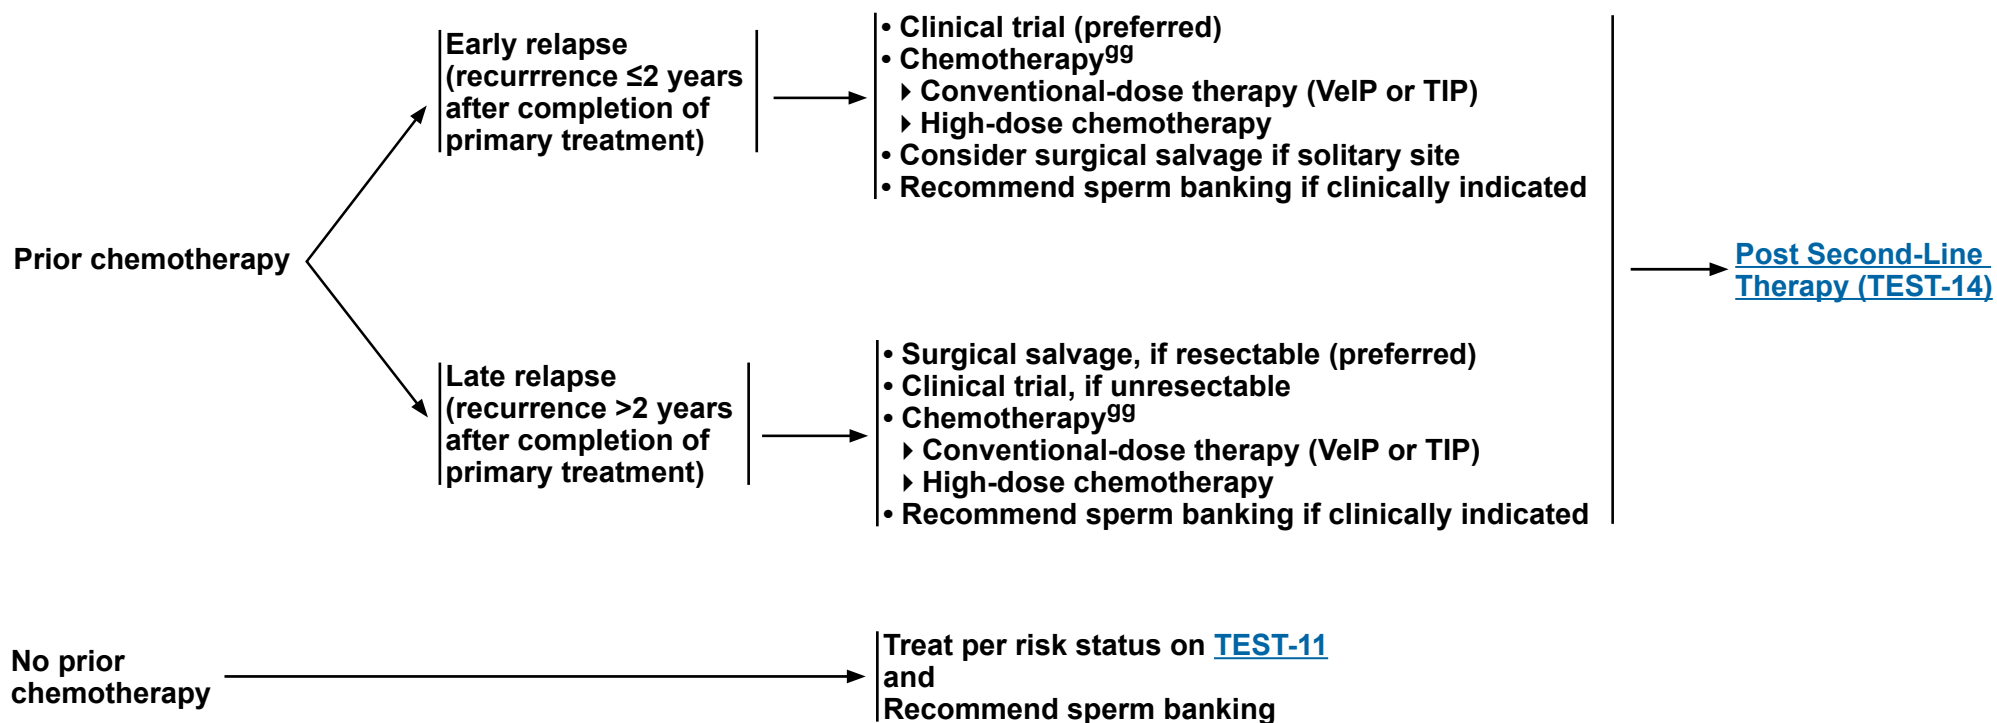 Prior chemotherapy
Early relapse
(recurrrence ≤2 years
after completion of
primary treatment)
• Clinical trial (preferred)
• Chemotherapygg
▸ Conventional-dose therapy (VeIP or TIP)
▸ High-dose chemotherapy
• Consider surgical salvage if solitary site
• Recommend sperm banking if clinically indicated
Late relapse
(recurrence >2 years
after completion of
primary treatment)
• Surgical salvage, if resectable (preferred)
• Clinical trial, if unresectable
• Chemotherapygg
▸ Conventional-dose therapy (VeIP or TIP)
▸ High-dose chemotherapy
• Recommend sperm banking if clinically indicated
Post Second-Line
Therapy (TEST-14)
No prior
chemotherapy
Treat per risk status on TEST-11
and
Recommend sperm banking